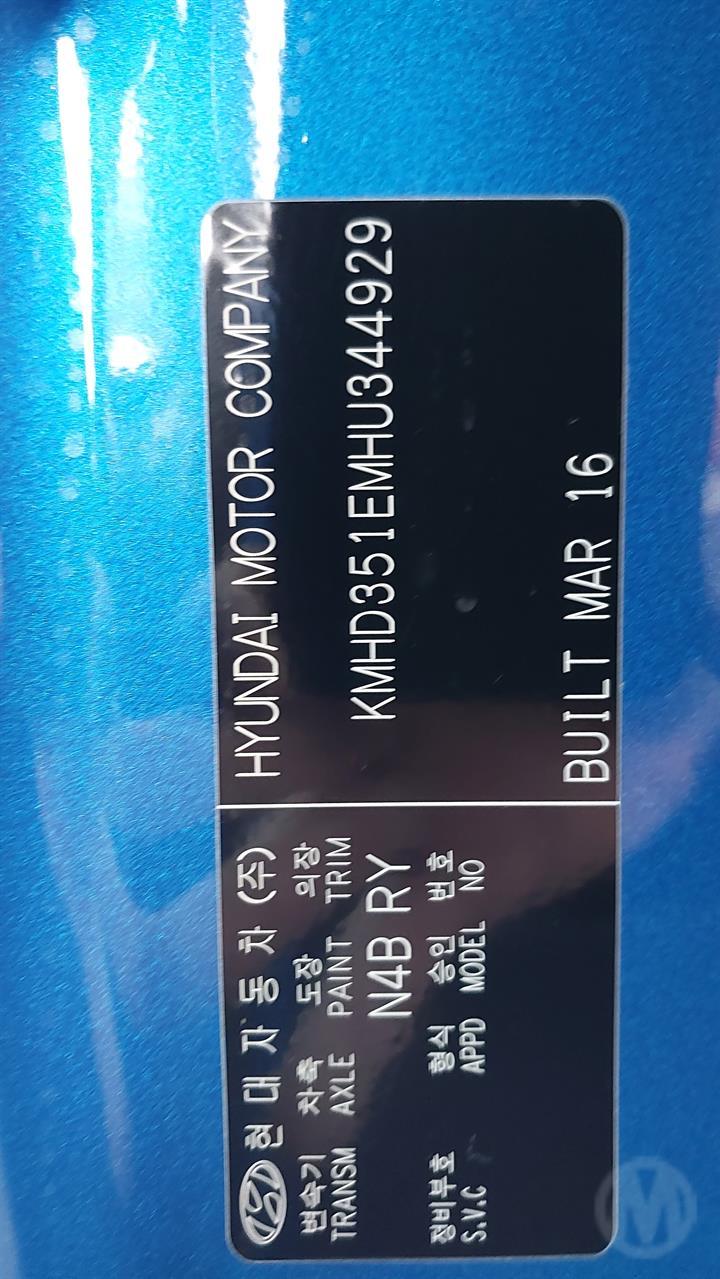 현대자동차(주)
HYUNDAI MOTOR COMPANY
변속기 차축 도장 의장
TRANSM AXLE PAINT TRIM
KMHD351EMHU344929
N4B RY
정비부호 형식 승인 번호
S.V.C APPD MODEL NO
BUILT MAR 16
M